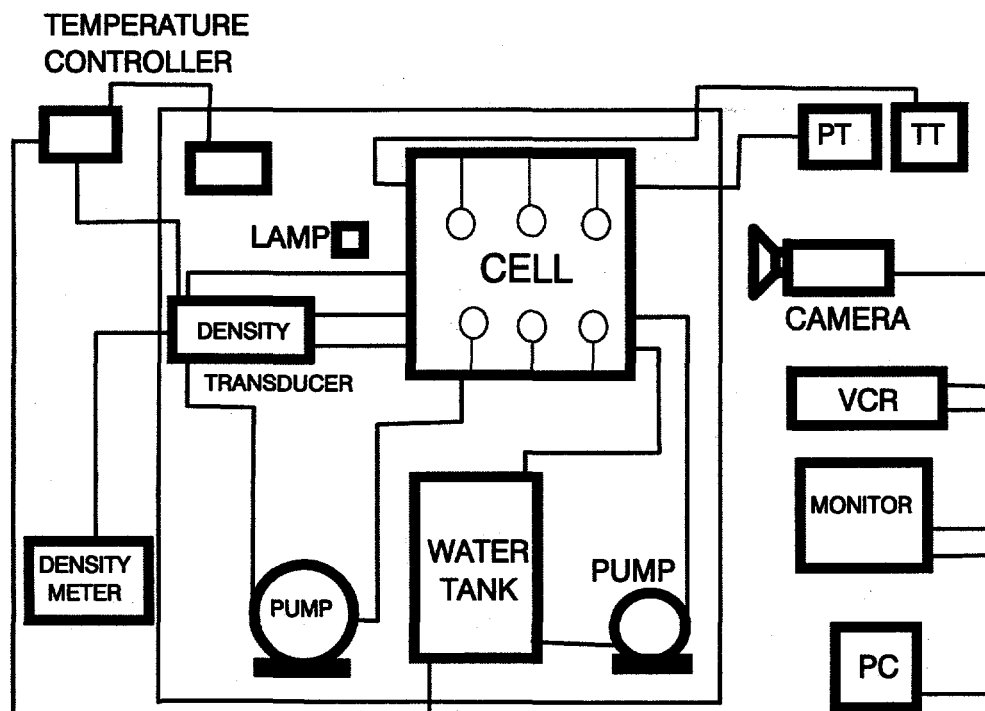 TEMPERATURE
CONTROLLER
PT
TT
LAMP
CELL
DENSITY
TRANSDUCER
CAMERA
VCR
MONITOR
DENSITY
METER
PUMP
WATER
TANK
PUMP
PC